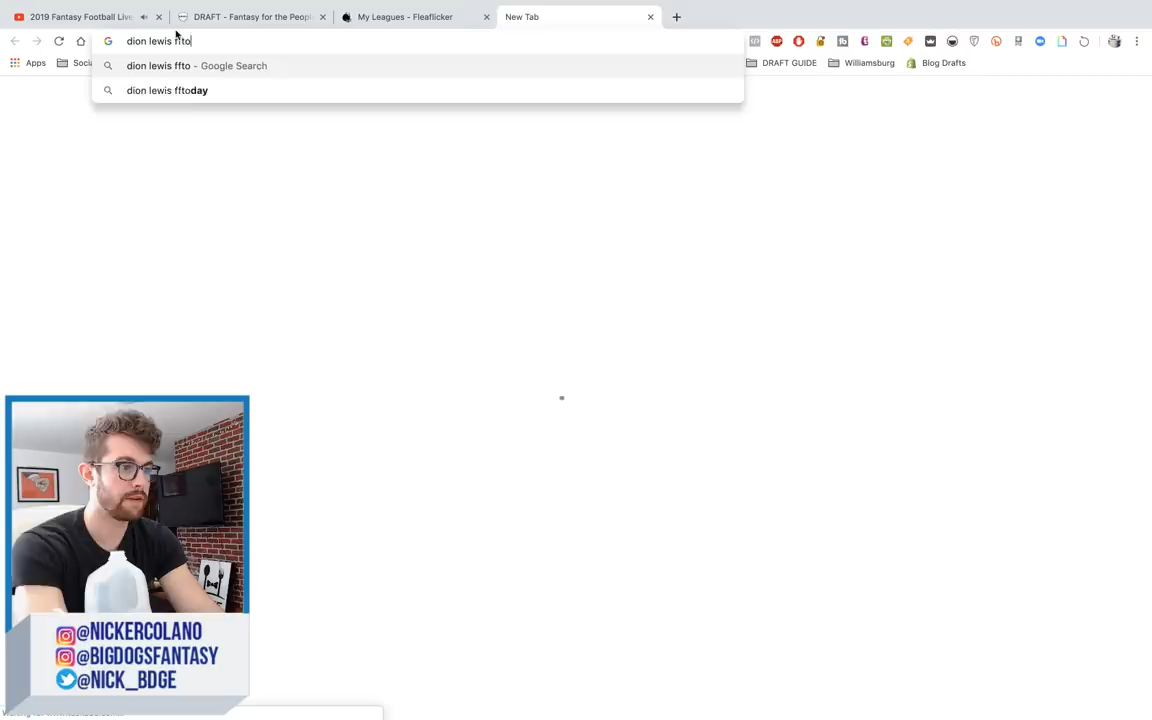 2019 Fantasy Football Live
DRAFT - Fantasy for the Peopl
My Leagues - Fleaflicker
New Tab
dion lewis ffto
dion lewis ffto - Google Search
dion lewis fftoday
Apps
Socia
DRAFT GUIDE
Williamsburg
Blog Drafts
@NICKERCOLANO
@BIGDOGSFANTASY
@NICK_BDGE